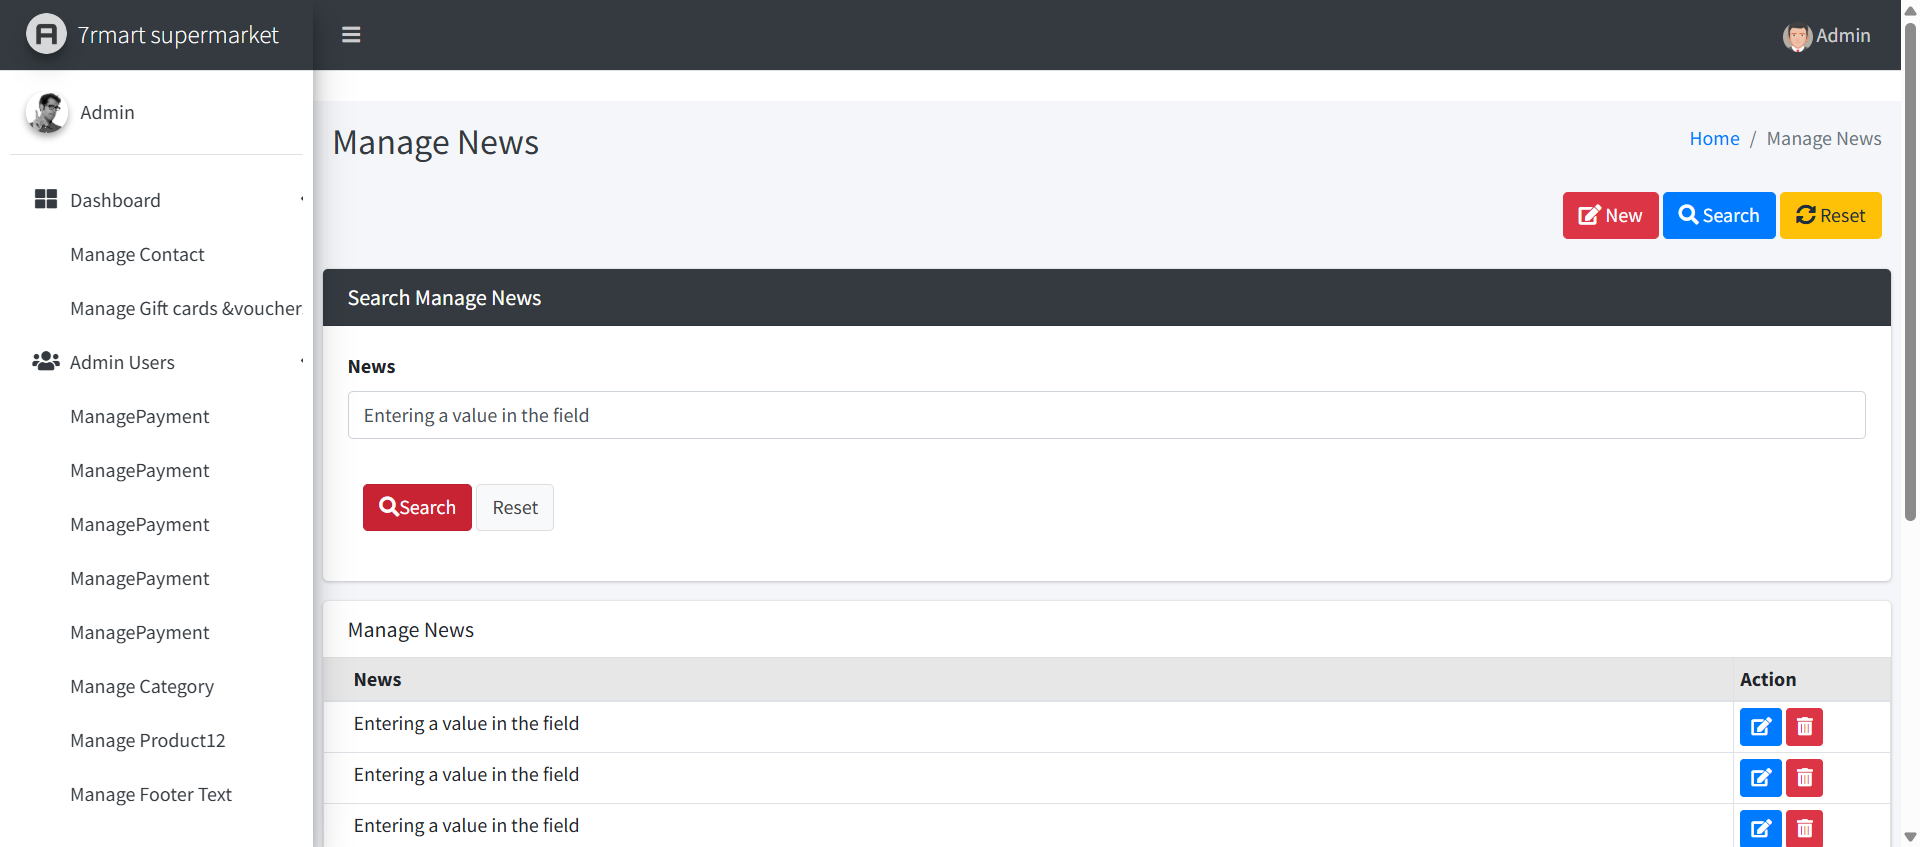 7rmart supermarket
Admin
Admin
Dashboard
Manage Contact
Manage Gift cards &voucher
Admin Users
ManagePayment
ManagePayment
ManagePayment
ManagePayment
ManagePayment
Manage Category
Manage Product12
Manage Footer Text
Manage News
Home / Manage News
New
Search
Reset
Search Manage News
News
Entering a value in the field
Search
Reset
Manage News
News Action
Entering a value in the field
Entering a value in the field
Entering a value in the field